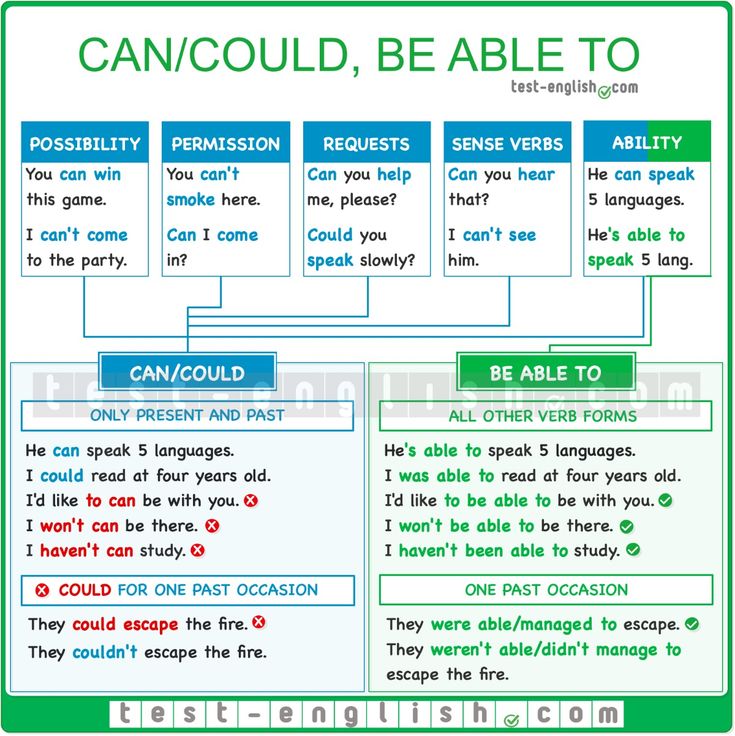 CAN/COULD, BE ABLE TO
test-english.com
POSSIBILITY
You can win
this game.
I can't come
to the party.
PERMISSION
You can't
smoke here.
Can I come
in?
REQUESTS
Can you help
me, please?
Could you
speak slowly?
SENSE VERBS
Can you hear
that?
I can't see
him.
ABILITY
He can speak
5 languages.
He's able to
speak 5 lang.
CAN/COULD
ONLY PRESENT AND PAST
He can speak 5 languages.
I could read at four years old.
I'd like to can be with you.
I won't can be there.
I haven't can study.
COULD FOR ONE PAST OCCASION
They could escape the fire.
They couldn't escape the fire.
BE ABLE TO
ALL OTHER VERB FORMS
He's able to speak 5 languages.
I was able to read at four years old.
I'd like to be able to be with you.
I won't be able to be there.
I haven't been able to study.
ONE PAST OCCASION
They were able/managed to escape.
They weren't able/didn't manage to
escape the fire.
test-english.com
test-english.com